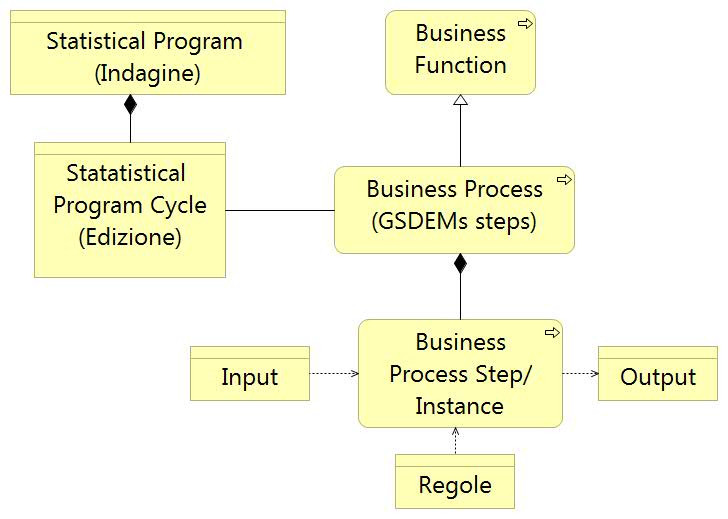 Statistical Program
(Indagine)
Business
Function
Statatistical
Program Cycle
(Edizione)
Business Process
(GSDEMs steps)
Business
Process Step/
Instance
Input
Output
Regole